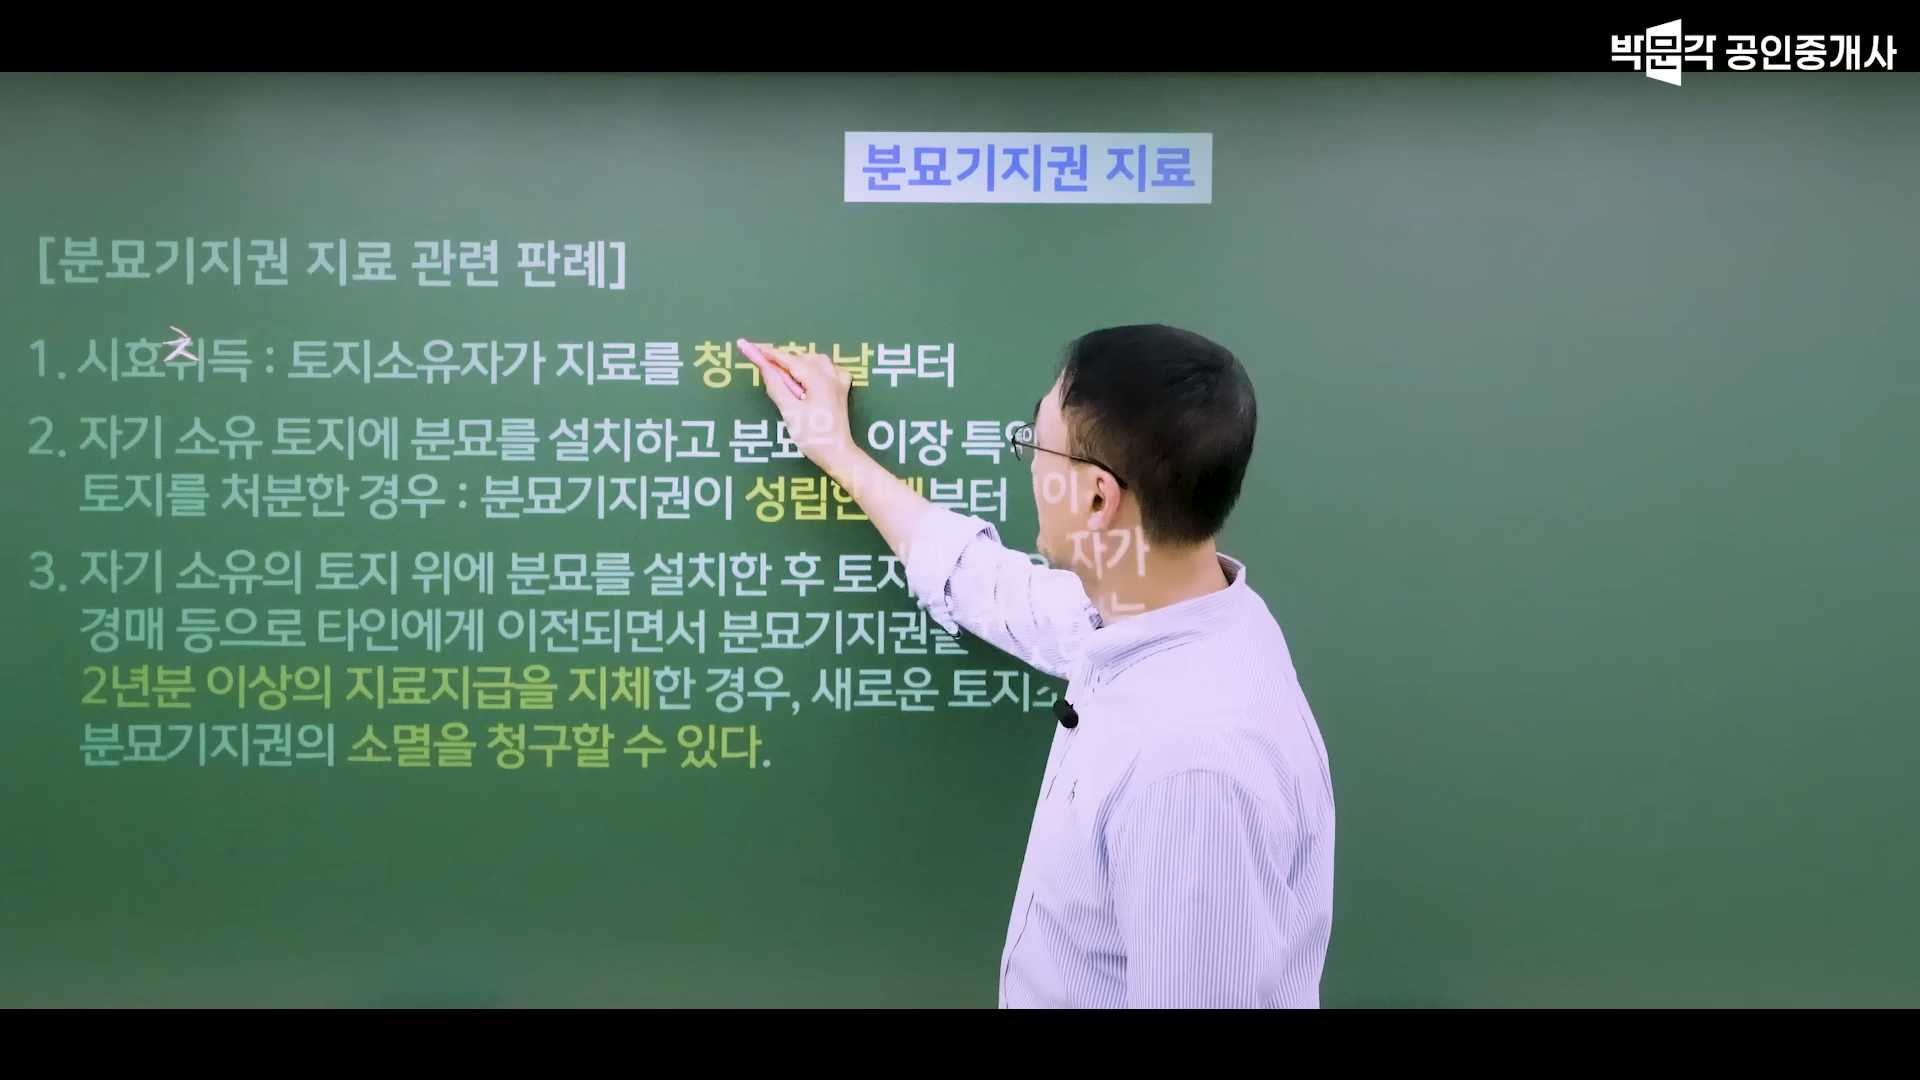 박문각 공인중개사
분묘기지권 지료
[분묘기지권 지료 관련 판례]
1. 시효취득 : 토지소유자가 지료를 청구한 날부터
2. 자기 소유 토지에 분묘를 설치하고 분묘의 이장 특약
토지를 처분한 경우 : 분묘기지권이 성립한 때부터
3. 자기 소유의 토지 위에 분묘를 설치한 후 토지의 자가
경매 등으로 타인에게 이전되면서 분묘기지권을
2년분 이상의 지료지급을 지체한 경우, 새로운 토지소
분묘기지권의 소멸을 청구할 수 있다.